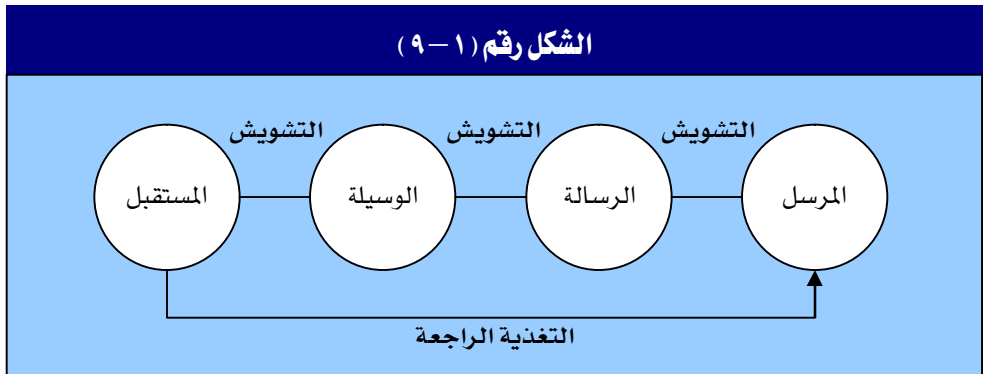 الشكل رقم (١-٩)
التشويش التشويش التشويش
المرسل الرسالة الوسيلة المستقبل
التغذية الراجعة